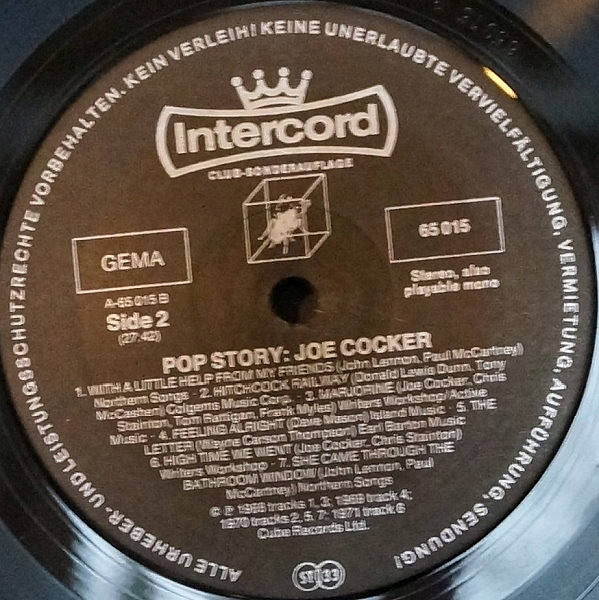 ALLE URHEBER- UND LEISTUNGSSCHUTZRECHTE VORBEHALTEN. KEIN VERLEIH! KEINE UNERLAUBTE VERVIELFÄLTIGUNG, VERMIETUNG, AUFFÜHRUNG, SENDUNG!
Intercord
CLUB-SONDERAUFLAGE
GEMA
65 015
A-65 015 B
Side 2
(27:42)
Stereo, also
playable mono
POP STORY: JOE COCKER
1. WITH A LITTLE HELP FROM MY FRIENDS (John Lennon, Paul McCartney)
Northern Songs - 2. HITCHCOCK RAILWAY (Donald Lewis Dunn, Tony
McCashen) Colgems Music Corp. - 3. MARJORINE (Joe Cocker, Chris
Stainton, Tom Rattigan, Frank Myles) Writers Workshop/Active
Music - 4. FEELING ALRIGHT (Dave Mason) Island Music - 5. THE
LETTER (Wayne Carson Thompson) Earl Barton Music
6. HIGH TIME WE WENT (Joe Cocker, Chris Stainton)
Writers Workshop - 7. SHE CAME THROUGH THE
BATHROOM WINDOW (John Lennon, Paul
McCartney) Northern Songs
© ℗ 1968 tracks 1, 3; 1969 track 4;
1970 tracks 2, 5, 7; 1971 track 6
Cube Records Ltd.
ST 33